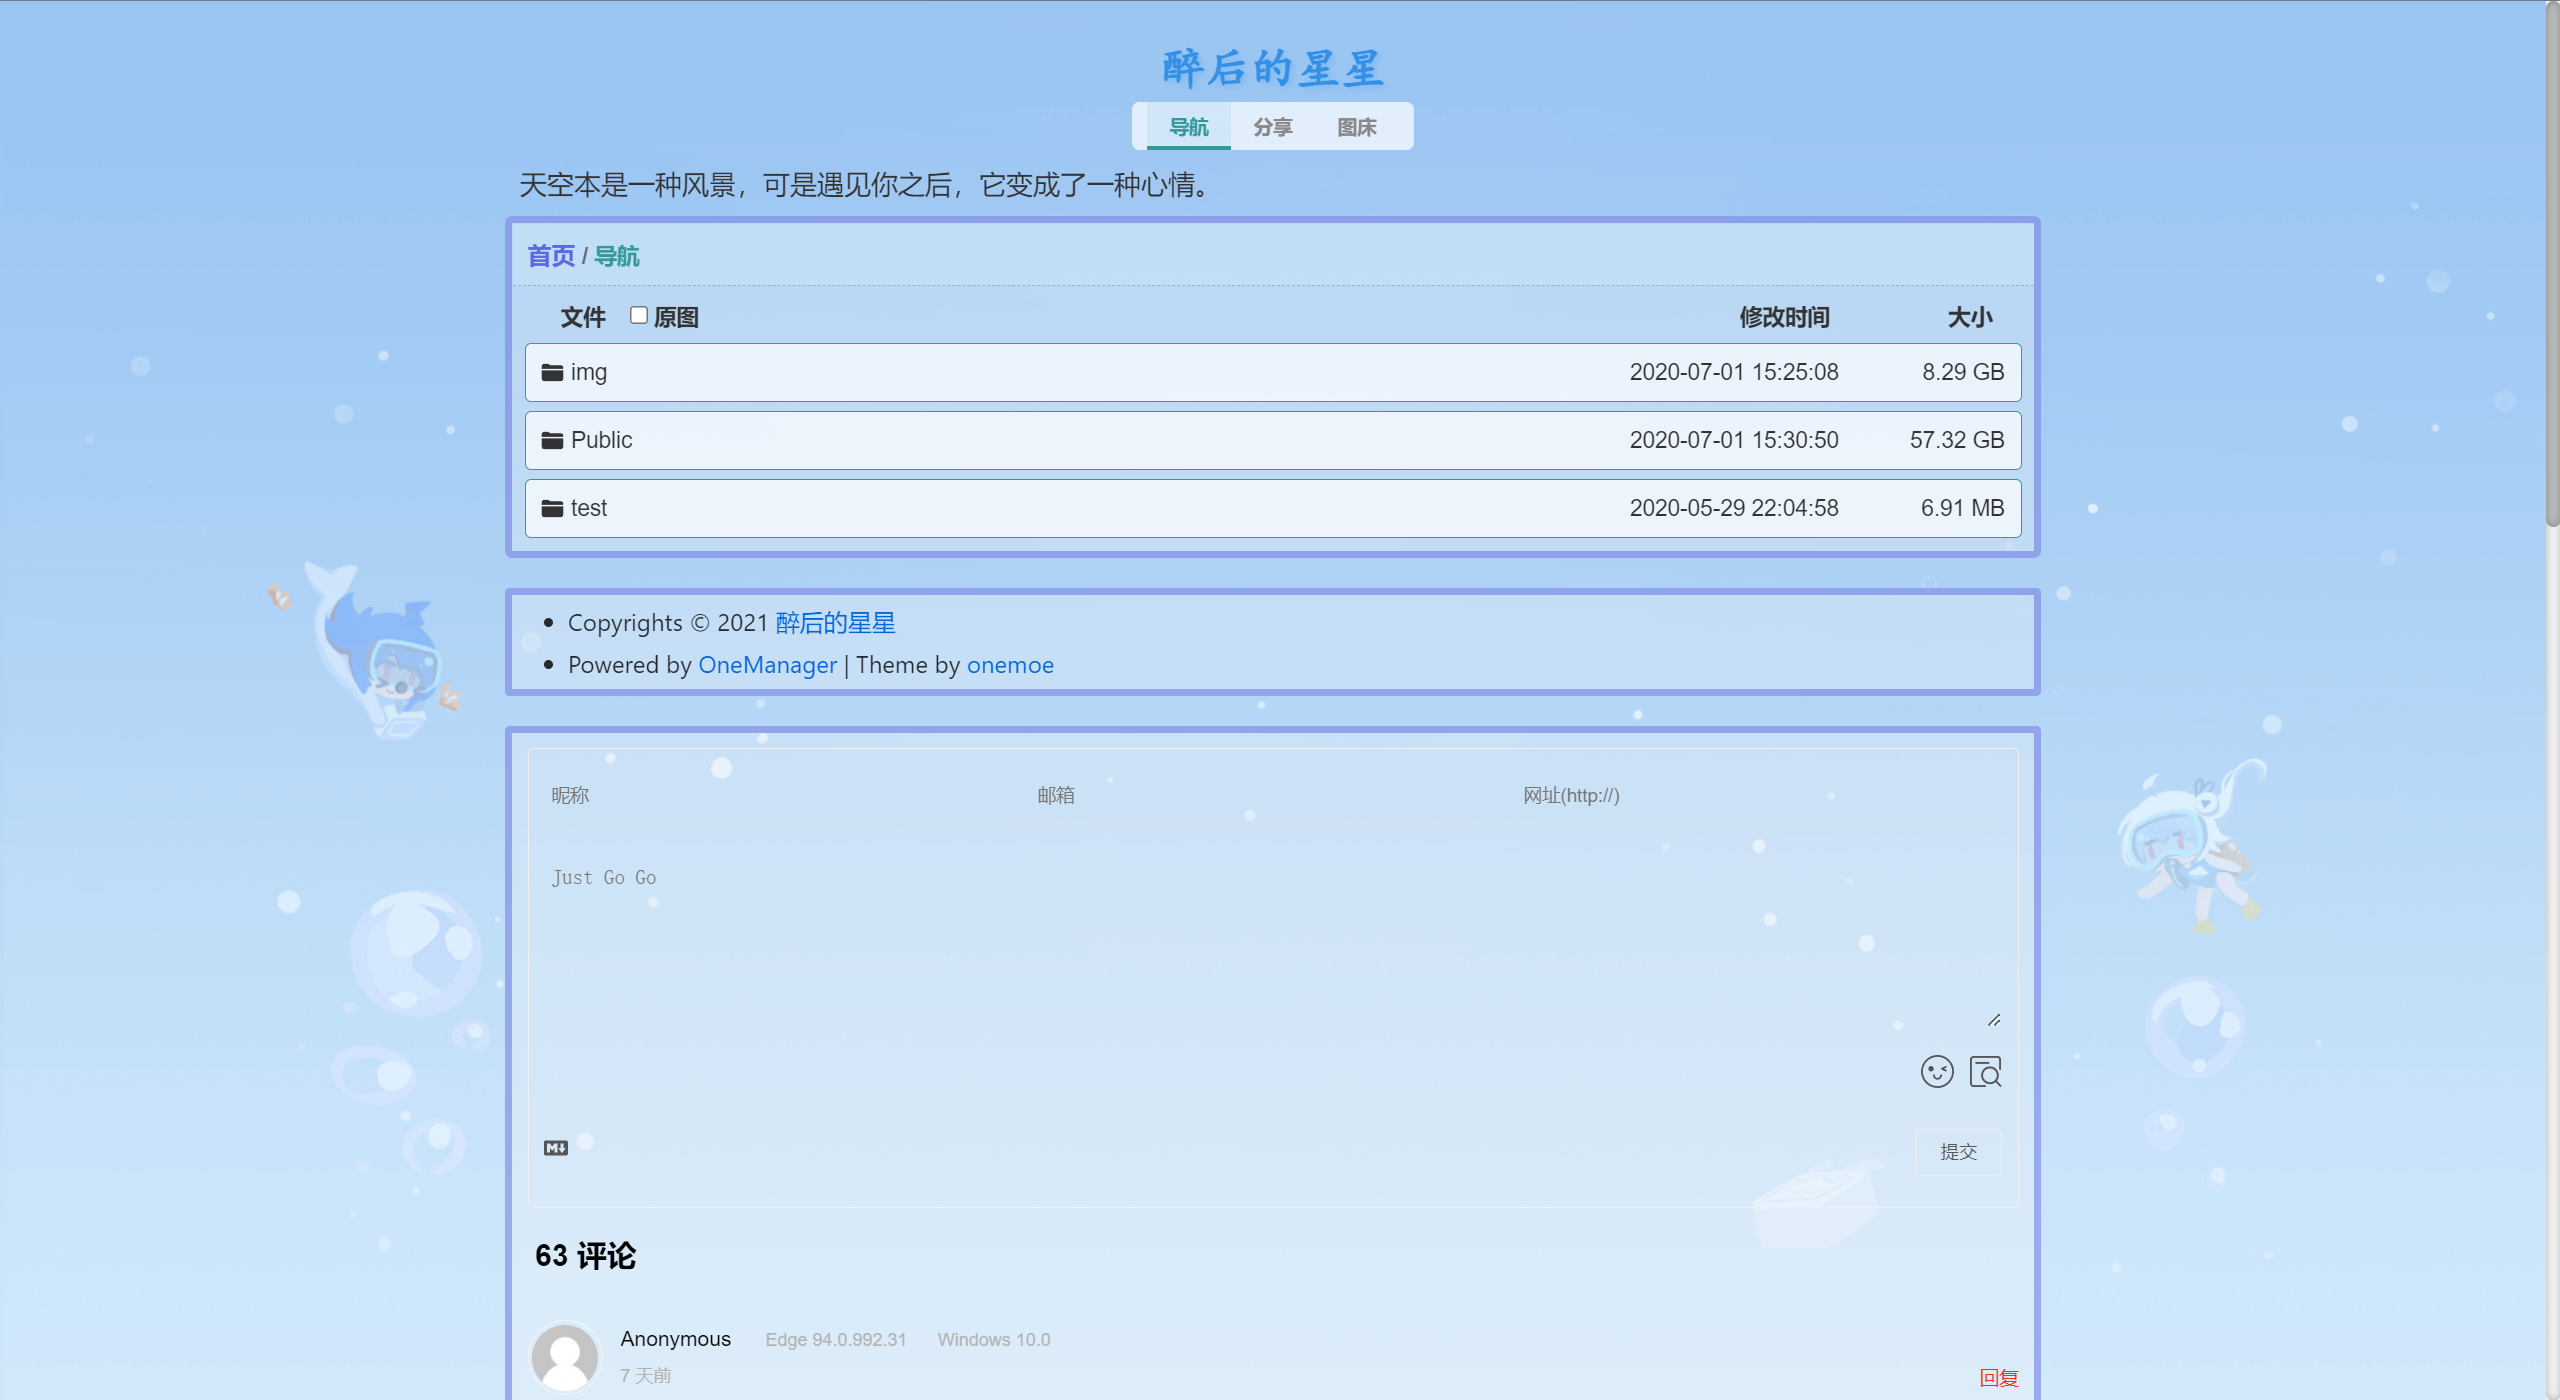 醉后的星星
导航 分享 图床
天空本是一种风景，可是遇见你之后，它变成了一种心情。
首页 / 导航
文件 原图 修改时间 大小
img 2020-07-01 15:25:08 8.29 GB
Public 2020-07-01 15:30:50 57.32 GB
test 2020-05-29 22:04:58 6.91 MB
Copyrights © 2021 醉后的星星
Powered by OneManager | Theme by onemoe
昵称 邮箱 网址(http://)
Just Go Go
M
提交
63 评论
Anonymous Edge 94.0.992.31 Windows 10.0
7 天前
回复